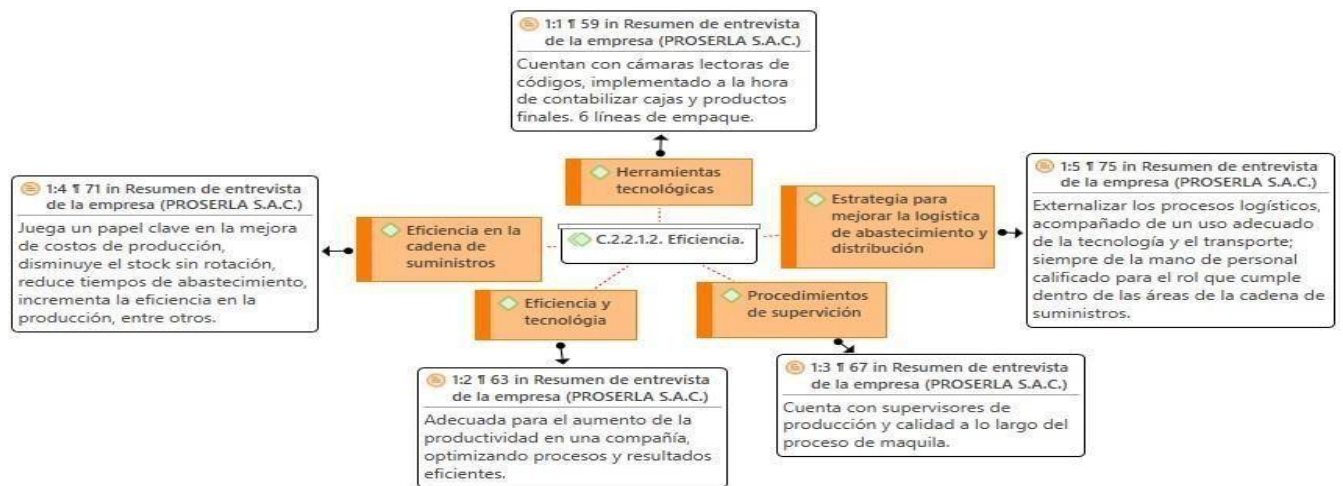 1:1 ¶ 59 in Resumen de entrevista
de la empresa (PROSERLA S.A.C.)
Cuentan con cámaras lectoras de
códigos, implementado a la hora
de contabilizar cajas y productos
finales. 6 líneas de empaque.
Herramientas
tecnológicas
1:5 ¶ 75 in Resumen de entrevista
de la empresa (PROSERLA S.A.C.)
Externalizar los procesos logísticos,
acompañado de un uso adecuado
de la tecnología y el transporte;
siempre de la mano de personal
calificado para el rol que cumple
dentro de las áreas de la cadena de
suministros.
Estrategia para
mejorar la logistica
de abastecimiento y
distribución
1:4 ¶ 71 in Resumen de entrevista
de la empresa (PROSERLA S.A.C.)
Juega un papel clave en la mejora
de costos de producción,
disminuye el stock sin rotación,
reduce tiempos de abastecimiento,
incrementa la eficiencia en la
producción, entre otros.
Eficiencia en la
cadena de
suministros
C.2.2.1.2. Eficiencia.
Eficiencia y
tecnológia
Procedimientos
de supervición
1:2 ¶ 63 in Resumen de entrevista
de la empresa (PROSERLA S.A.C.)
Adecuada para el aumento de la
productividad en una compañía,
optimizando procesos y resultados
eficientes.
1:3 ¶ 67 in Resumen de entrevista
de la empresa (PROSERLA S.A.C.)
Cuenta con supervisores de
producción y calidad a lo largo del
proceso de maquila.